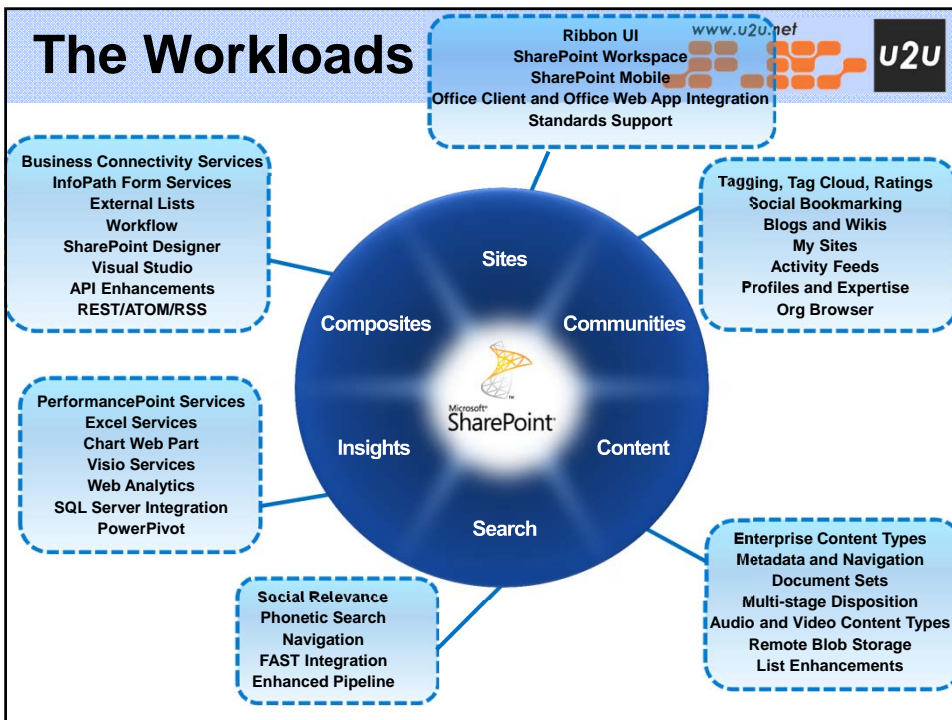 The Workloads
www.u2u.net
u2u
Ribbon UI
SharePoint Workspace
SharePoint Mobile
Office Client and Office Web App Integration
Standards Support
Business Connectivity Services
InfoPath Form Services
External Lists
Workflow
SharePoint Designer
Visual Studio
API Enhancements
REST/ATOM/RSS
Tagging, Tag Cloud, Ratings
Social Bookmarking
Blogs and Wikis
My Sites
Activity Feeds
Profiles and Expertise
Org Browser
Sites
Composites
Communities
Microsoft®
SharePoint
™
Insights
Content
Search
PerformancePoint Services
Excel Services
Chart Web Part
Visio Services
Web Analytics
SQL Server Integration
PowerPivot
Enterprise Content Types
Metadata and Navigation
Document Sets
Multi-stage Disposition
Audio and Video Content Types
Remote Blob Storage
List Enhancements
Social Relevance
Phonetic Search
Navigation
FAST Integration
Enhanced Pipeline